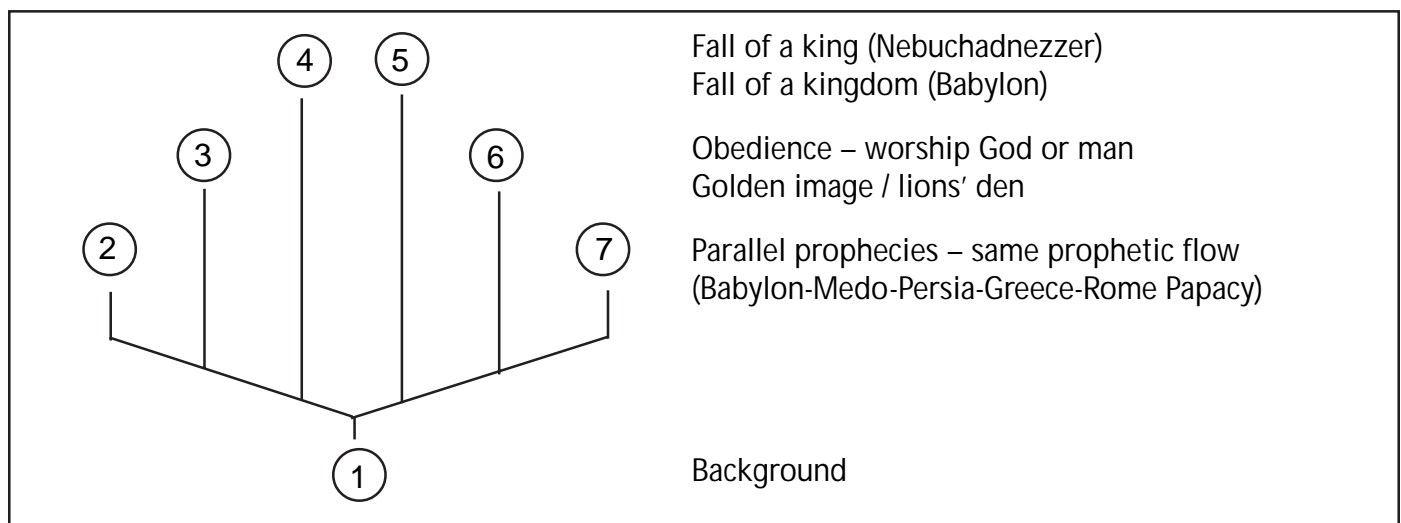 4 5 Fall of a king (Nebuchadnezzer)
Fall of a kingdom (Babylon)
3 6 Obedience – worship God or man
Golden image / lions' den
2 7 Parallel prophecies – same prophetic flow
(Babylon-Medo-Persia-Greece-Rome Papacy)
1 Background